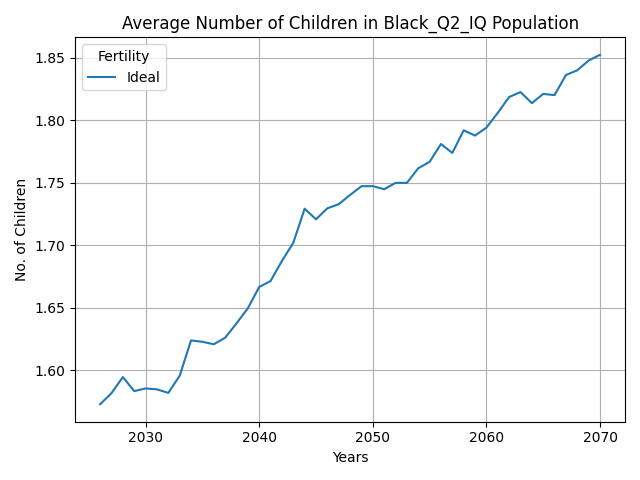 Average Number of Children in Black_Q2_IQ Population
Fertility
Ideal
No. of Children
1.85
1.80
1.75
1.70
1.65
1.60
2030 2040 2050 2060 2070
Years